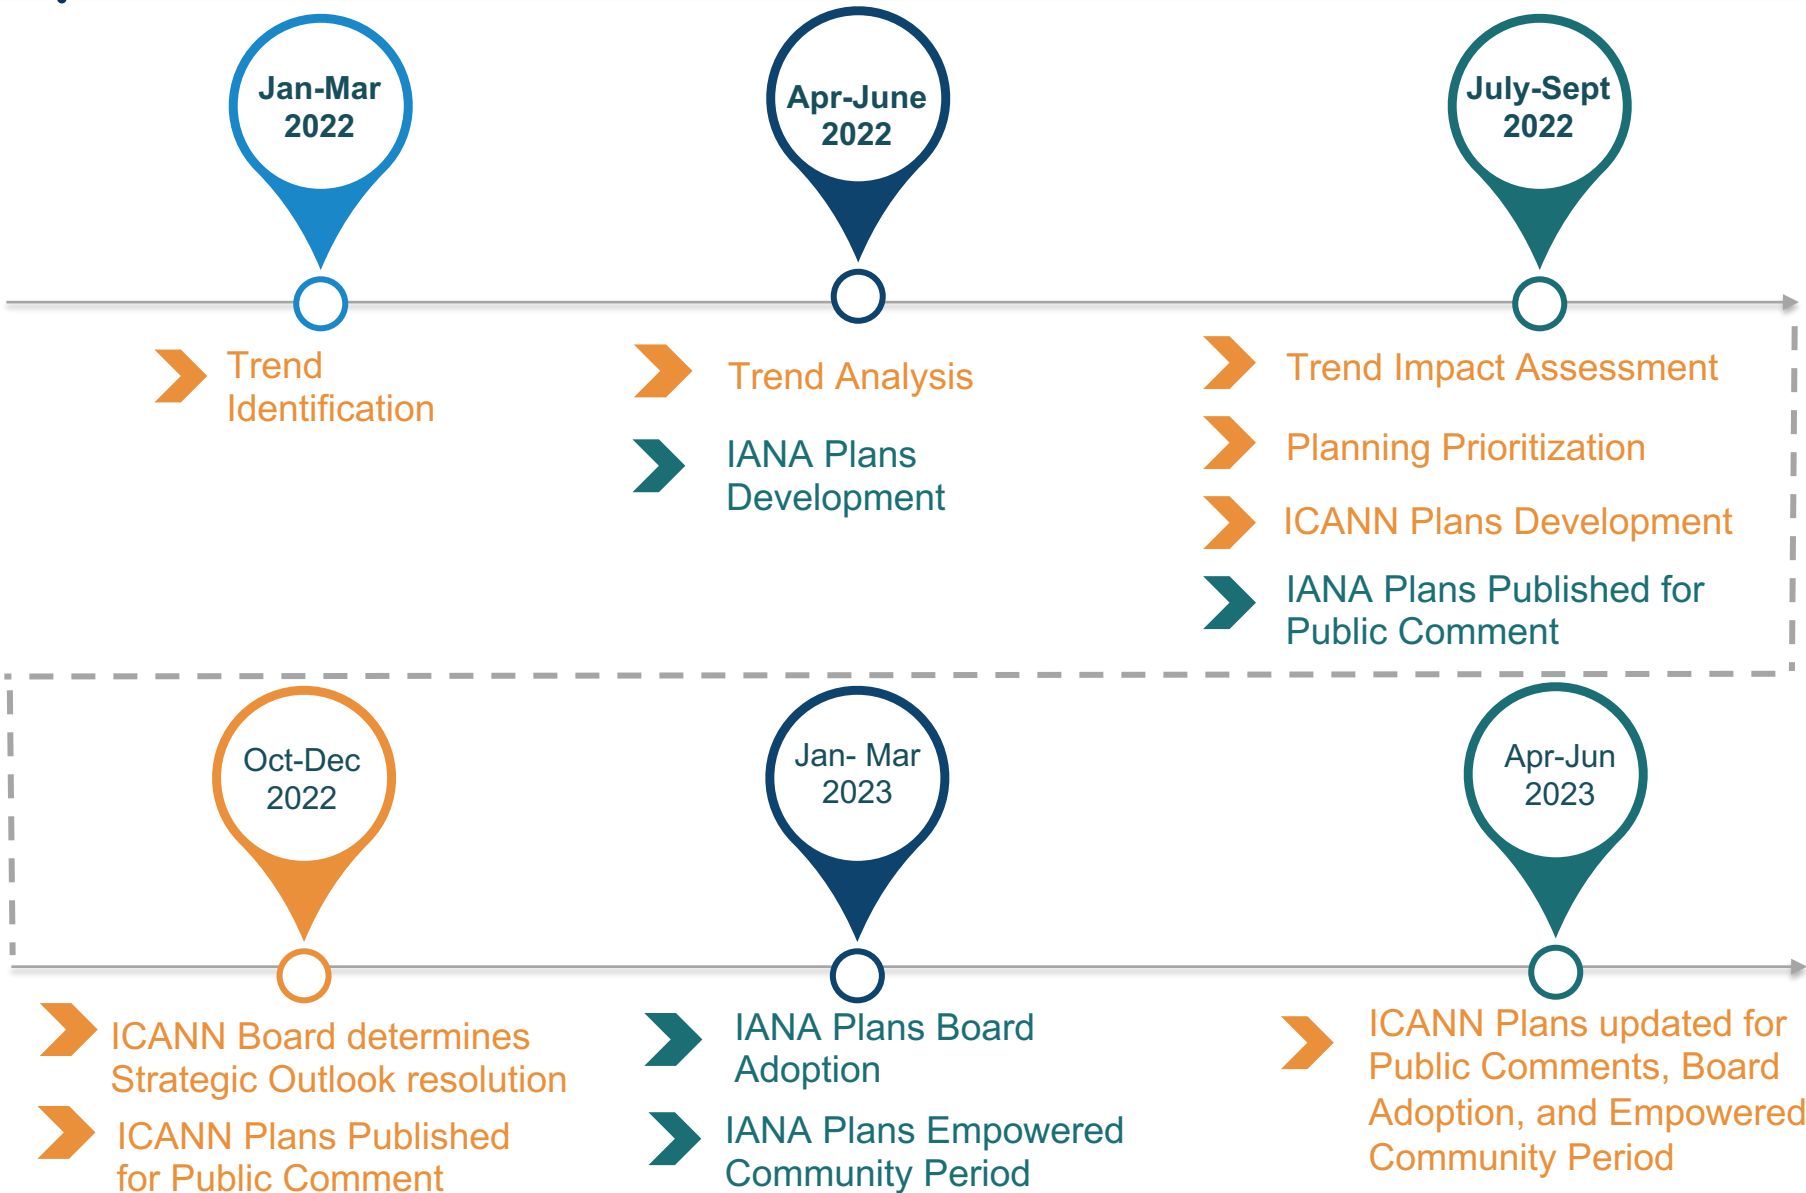 Jan-Mar
2022
Apr-June
2022
July-Sept
2022
Trend
Identification
Trend Analysis
IANA Plans
Development
Trend Impact Assessment
Planning Prioritization
ICANN Plans Development
IANA Plans Published for
Public Comment
Oct-Dec
2022
Jan- Mar
2023
Apr-Jun
2023
ICANN Board determines
Strategic Outlook resolution
ICANN Plans Published
for Public Comment
IANA Plans Board
Adoption
IANA Plans Empowered
Community Period
ICANN Plans updated for
Public Comments, Board
Adoption, and Empowered
Community Period